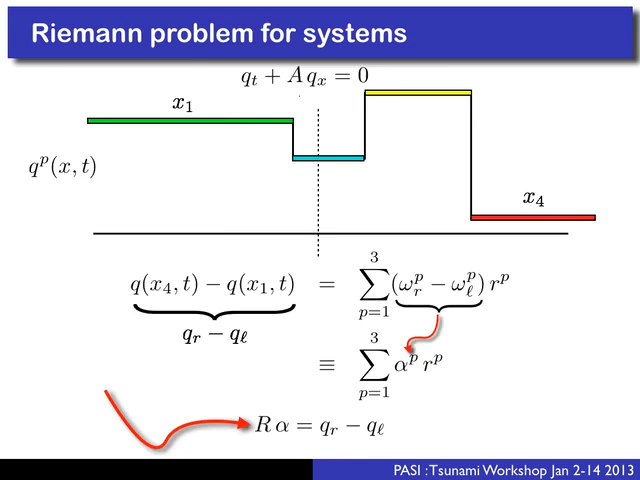 Riemann problem for systems
q_t + A q_x = 0
x_1
q^p(x, t)
x_4
q(x_4, t) − q(x_1, t) = ∑_{p=1}^{3} (ω_r^p − ω_ℓ^p) r^p
q_r − q_ℓ
≡ ∑_{p=1}^{3} α^p r^p
R α = q_r − q_ℓ
PASI : Tsunami Workshop Jan 2-14 2013